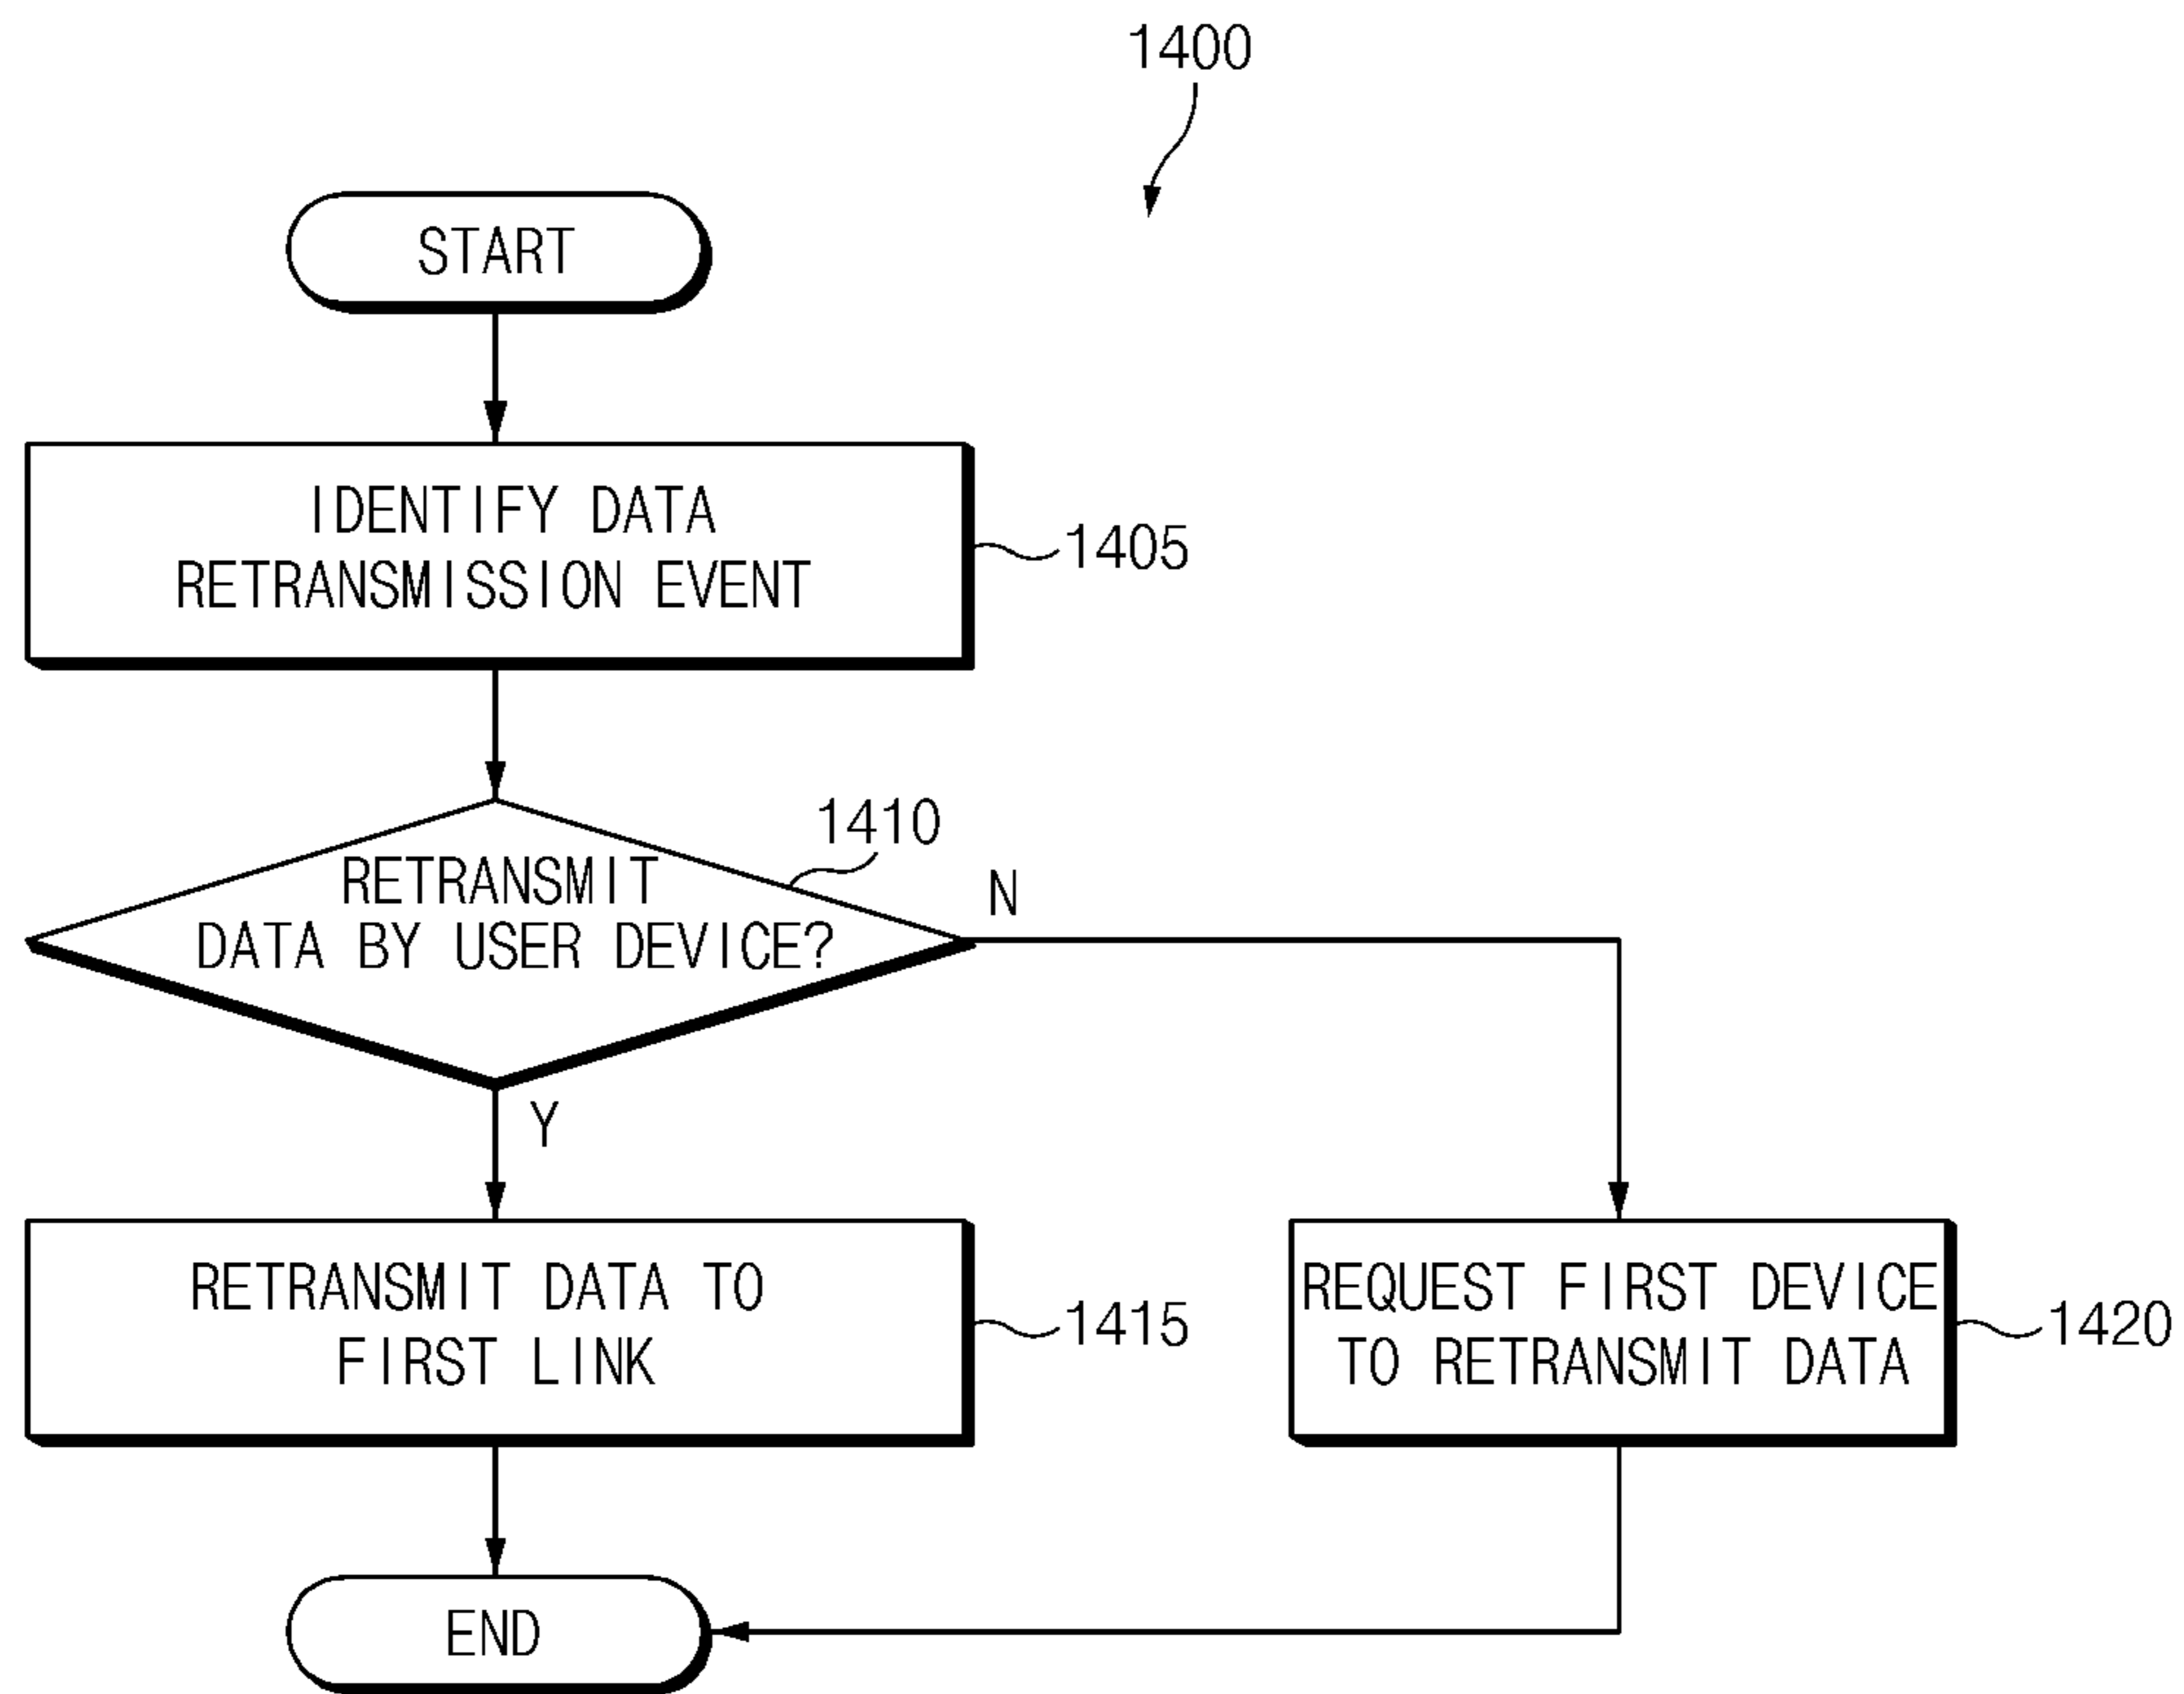 1400
START
IDENTIFY DATA
RETRANSMISSION EVENT
1405
1410
RETRANSMIT
DATA BY USER DEVICE?
N
Y
RETRANSMIT DATA TO
FIRST LINK
1415
REQUEST FIRST DEVICE
TO RETRANSMIT DATA
1420
END